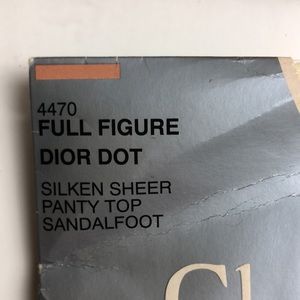 4470
FULL FIGURE
DIOR DOT
SILKEN SHEER
PANTY TOP
SANDALFOOT